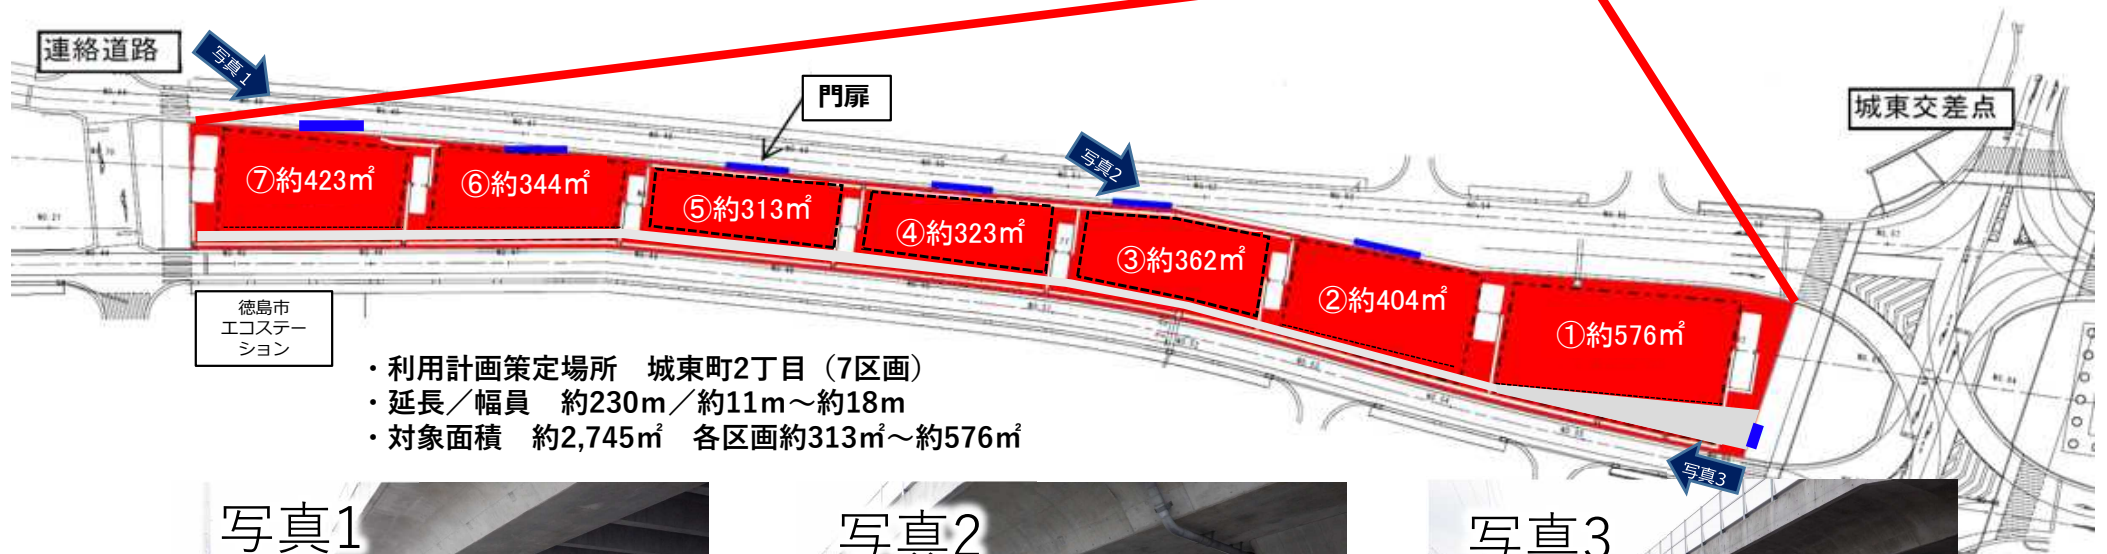 連絡道路
写真1
門扉
写真2
城東交差点
⑦約423㎡
⑥約344㎡
⑤約313㎡
④約323㎡
③約362㎡
②約404㎡
①約576㎡
徳島市
エコステー
ション
・利用計画策定場所　城東町2丁目（7区画）
・延長／幅員　約230m／約11m～約18m
・対象面積　約2,745㎡　各区画約313㎡～約576㎡
写真3
写真1
写真2
写真3